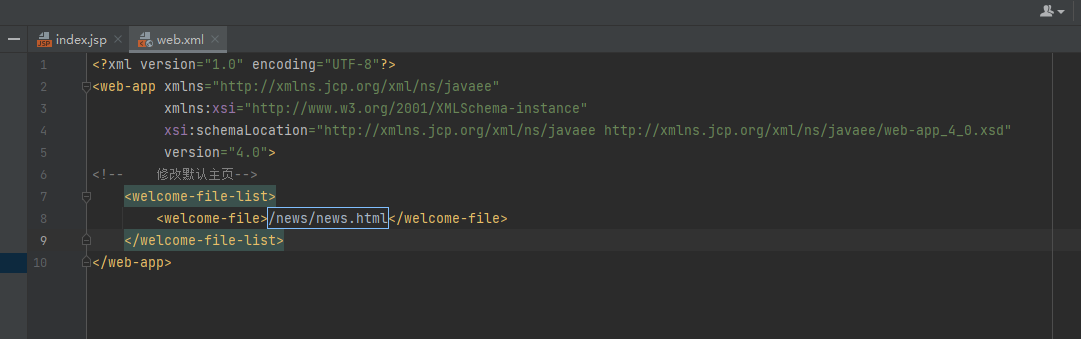 index.jsp web.xml
1 <?xml version="1.0" encoding="UTF-8"?>
2 <web-app xmlns="http://xmlns.jcp.org/xml/ns/javaee"
3 xmlns:xsi="http://www.w3.org/2001/XMLSchema-instance"
4 xsi:schemaLocation="http://xmlns.jcp.org/xml/ns/javaee http://xmlns.jcp.org/xml/ns/javaee/web-app_4_0.xsd"
5 version="4.0">
6 <!-- 修改默认主页-->
7 <welcome-file-list>
8 <welcome-file>/news/news.html</welcome-file>
9 </welcome-file-list>
10 </web-app>